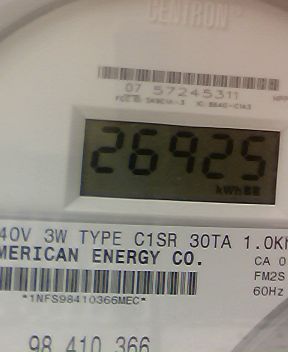 CENTRON
07 57245311
26925
kWh
40V 3W TYPE C1SR 30TA 1.0Kh
MERICAN ENERGY CO.
CA 0
FM2S
60Hz
*1NFS98410366MEC*
98 410 366